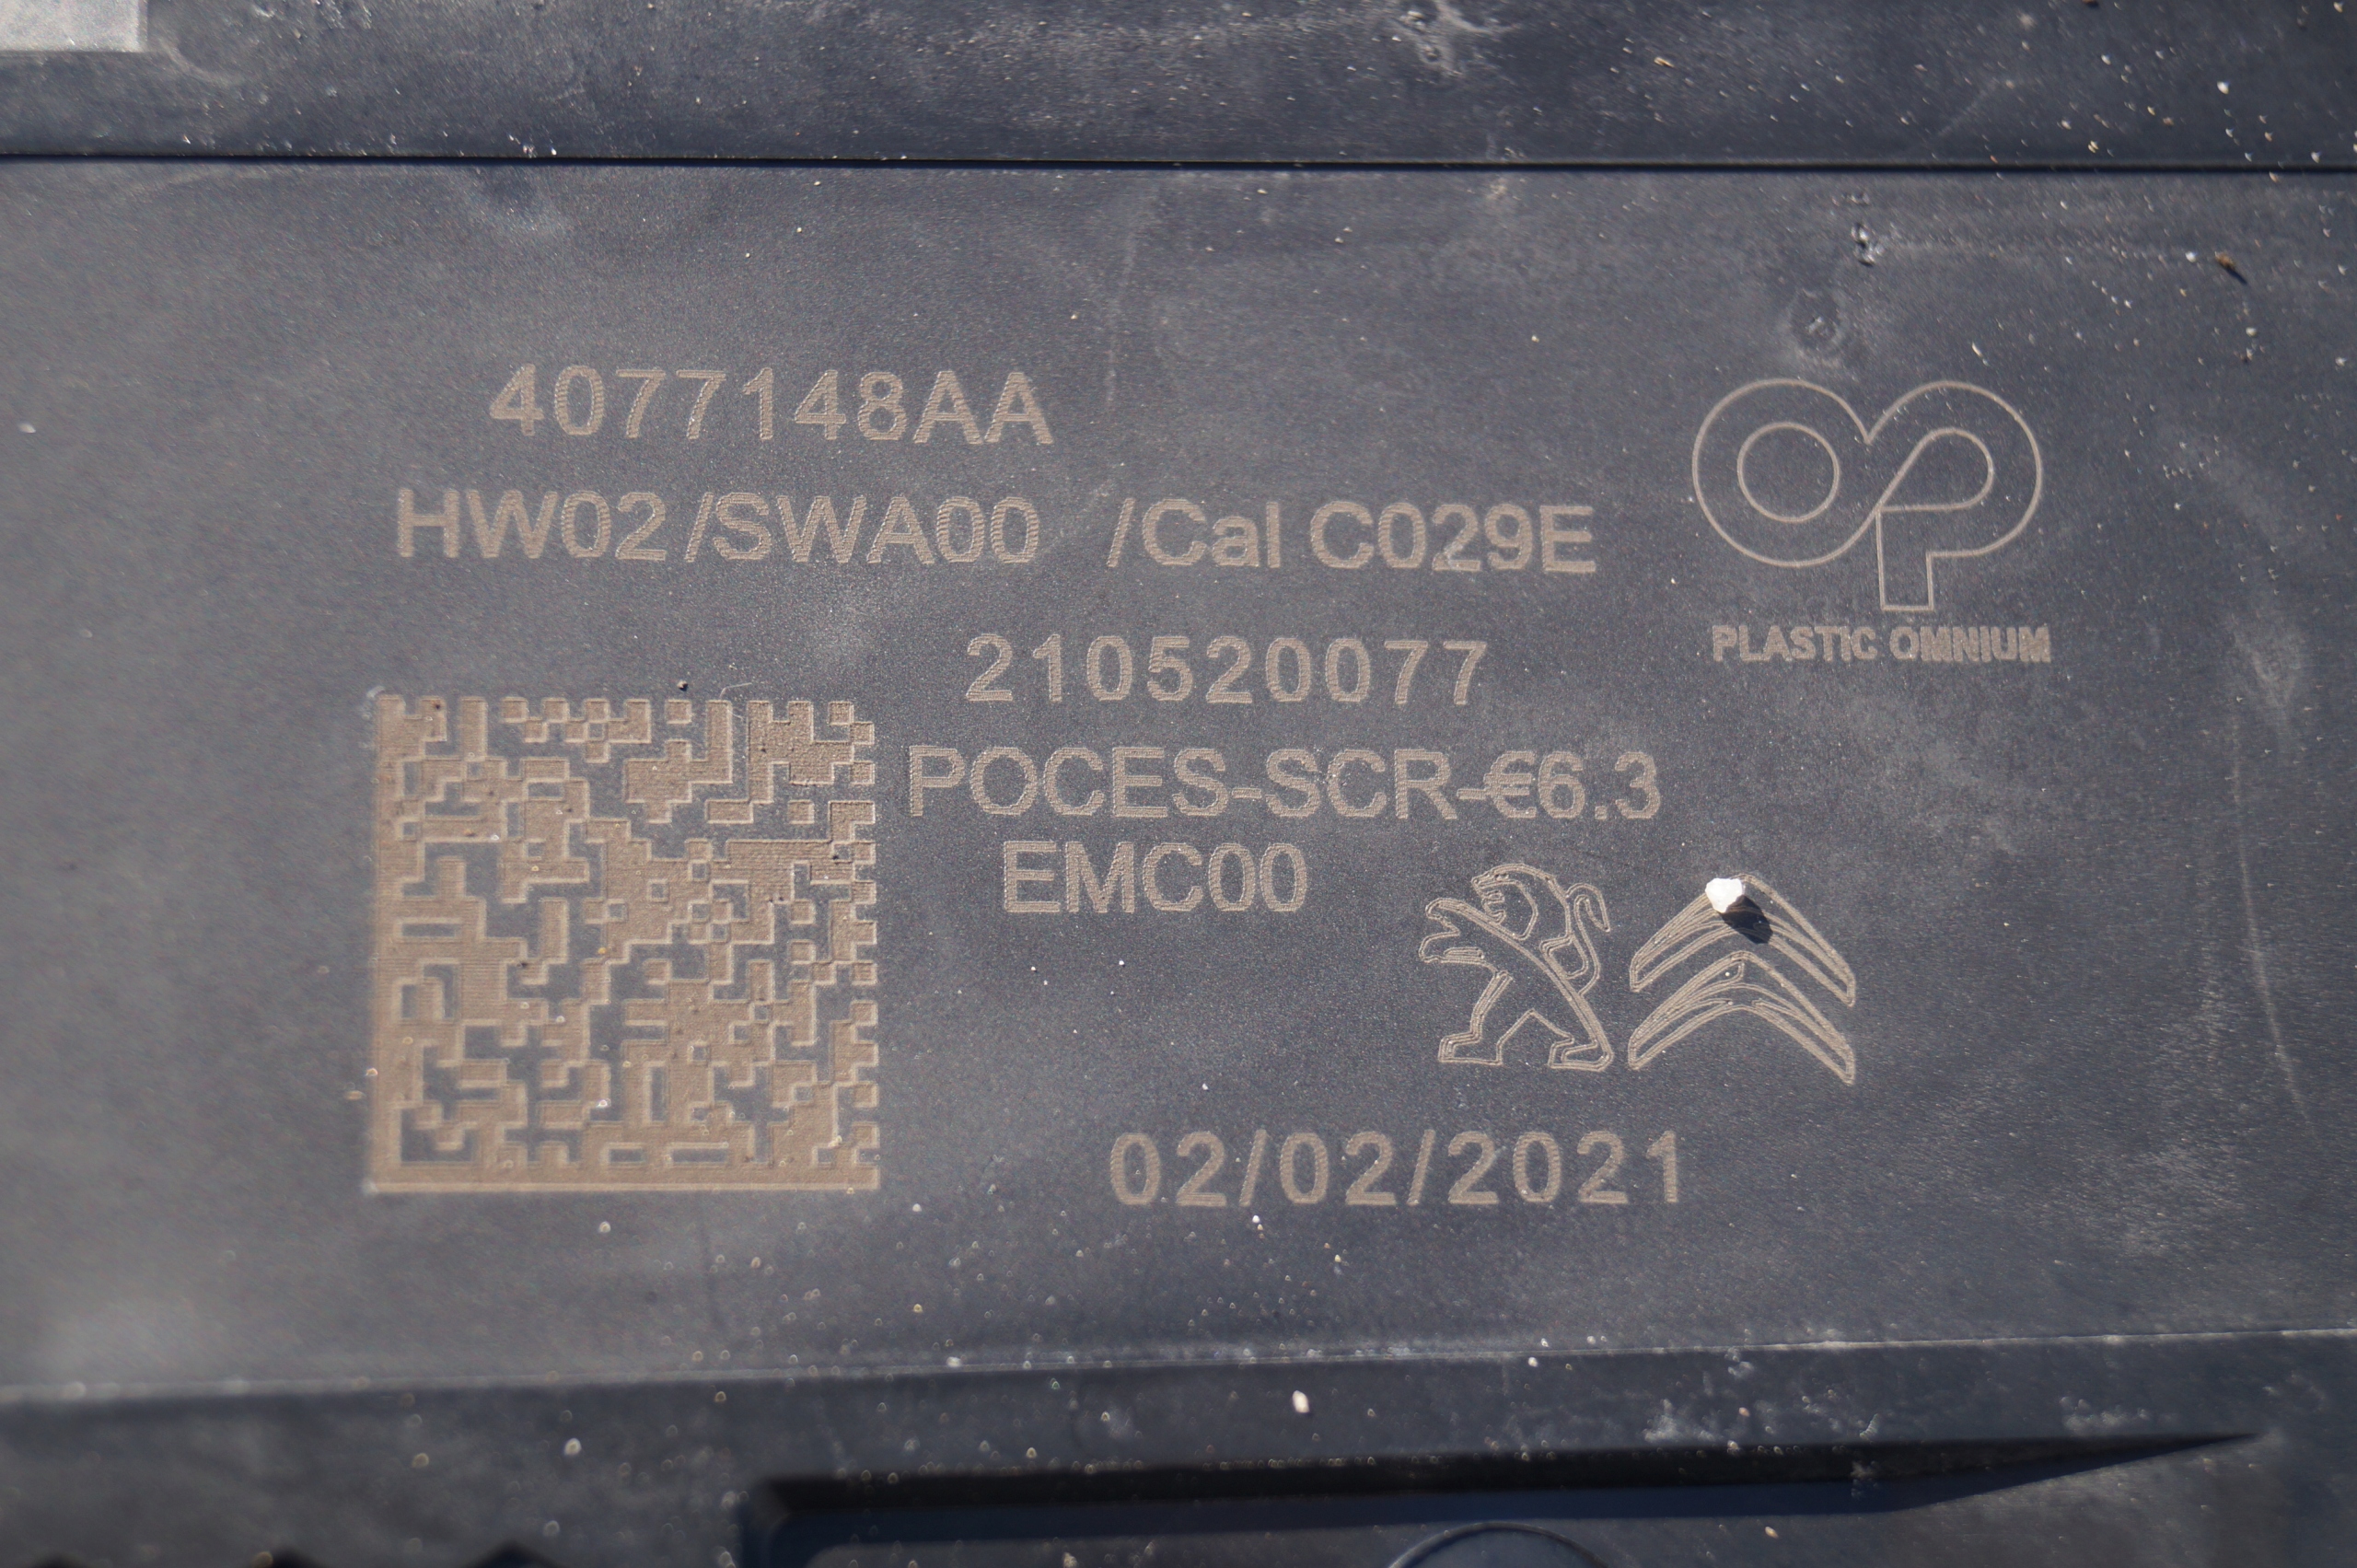 4077148AA
HW02 /SWA00 /Cal C029E
PLASTIC OMNIUM
210520077
POCES-SCR-€6.3
EMC00
02/02/2021